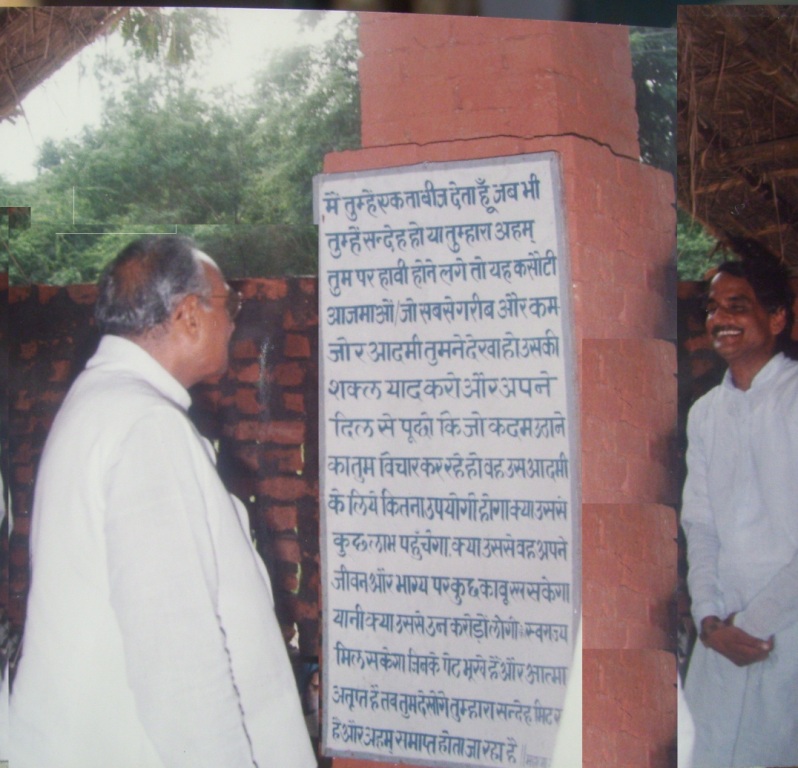 मैं तुम्हें एक ताबीज देता हूँ जब भी
तुम्हें सन्देह हो या तुम्हारा अहम्
तुम पर हावी होने लगे तो यह कसौटी
आजमाओ/जो सबसे गरीब और कम
जोर आदमी तुमने देखा हो उसकी
शक्ल याद करो और अपने
दिल से पूछो कि जो कदम उठाने
का तुम विचार कर रहे हो वह उस आदमी
के लिये कितना उपयोगी होगा क्या उससे
कुछ लाभ पहुंचेगा. क्या उससे वह अपने
जीवन और भाग्य पर कुछ काबू रख सकेगा
यानी क्या उससे उन करोड़ों लोगो स्वराज्य
मिल सकेगा जिनके पेट भूखे हैं और आत्मा
अतृप्त है तब तुम देखोगे तुम्हारा सन्देह मिट र
है और अहम् समाप्त होता जा रहा है